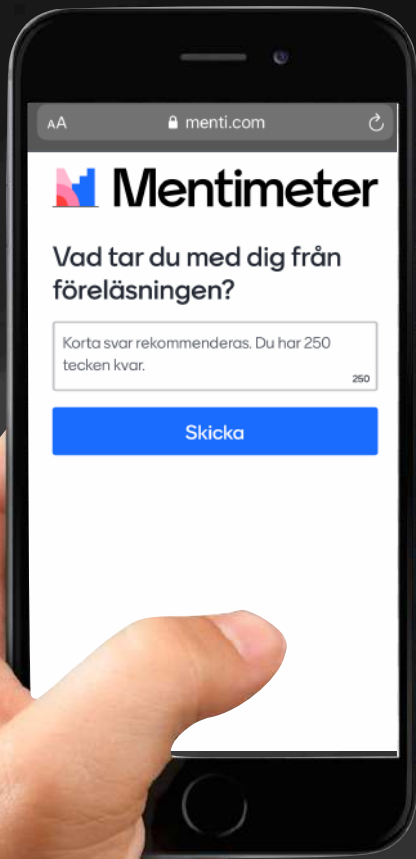 AA menti.com
Mentimeter
Vad tar du med dig från
föreläsningen?
Korta svar rekommenderas. Du har 250
tecken kvar.
250
Skicka